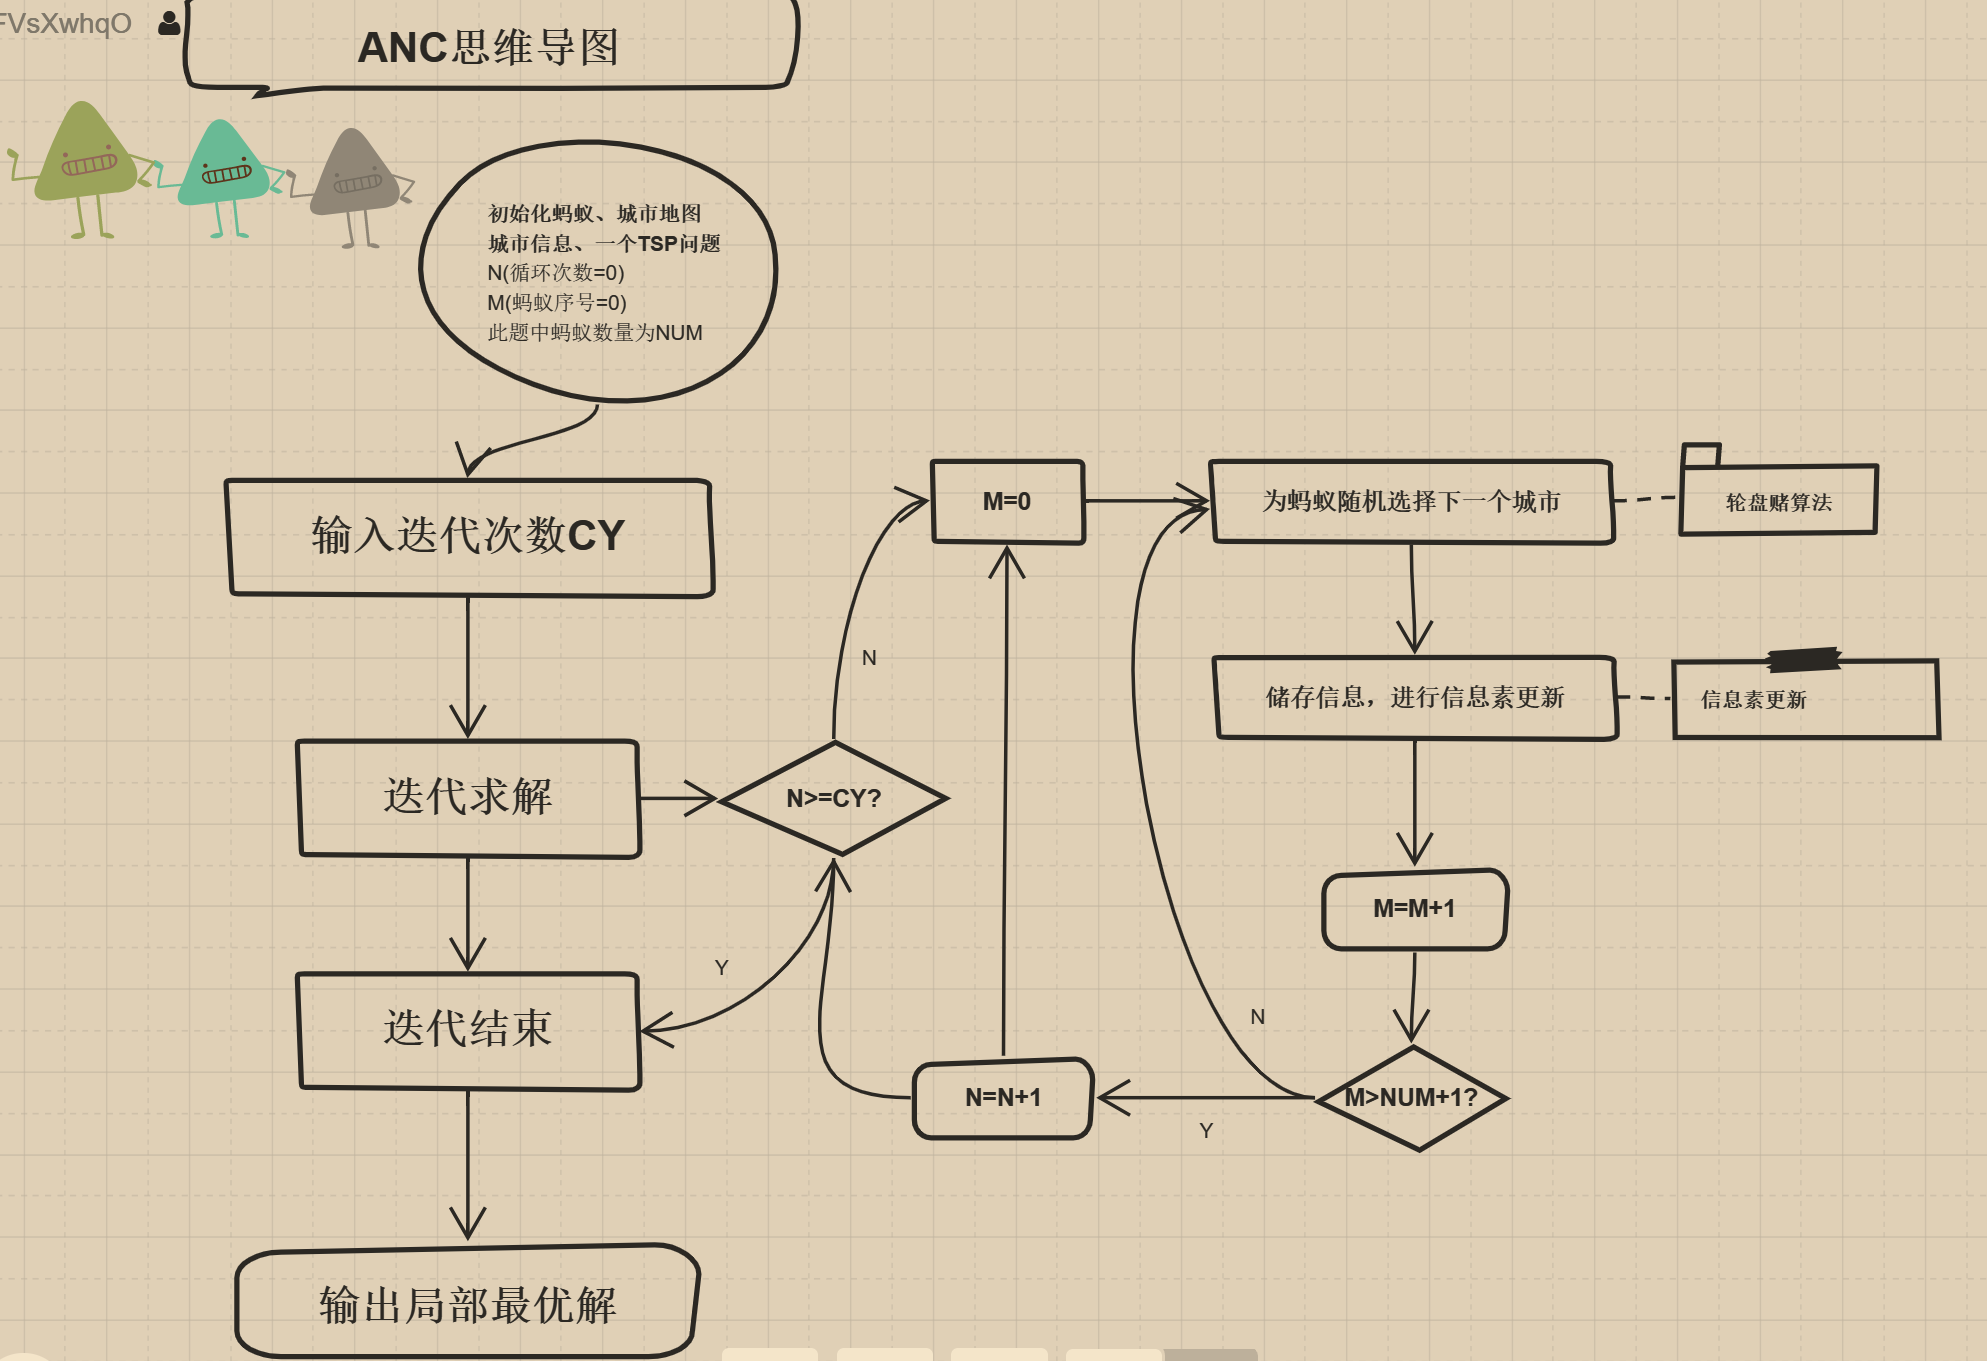 FVsXwhqO
ANC思维导图
初始化蚂蚁、城市地图
城市信息、一个TSP问题
N(循环次数=0)
M(蚂蚁序号=0)
此题中蚂蚁数量为NUM
输入迭代次数CY
M=0
为蚂蚁随机选择下一个城市
轮盘赌算法
N
储存信息，进行信息素更新
信息素更新
迭代求解
N>=CY?
M=M+1
Y
迭代结束
N
N=N+1
M>NUM+1?
Y
输出局部最优解